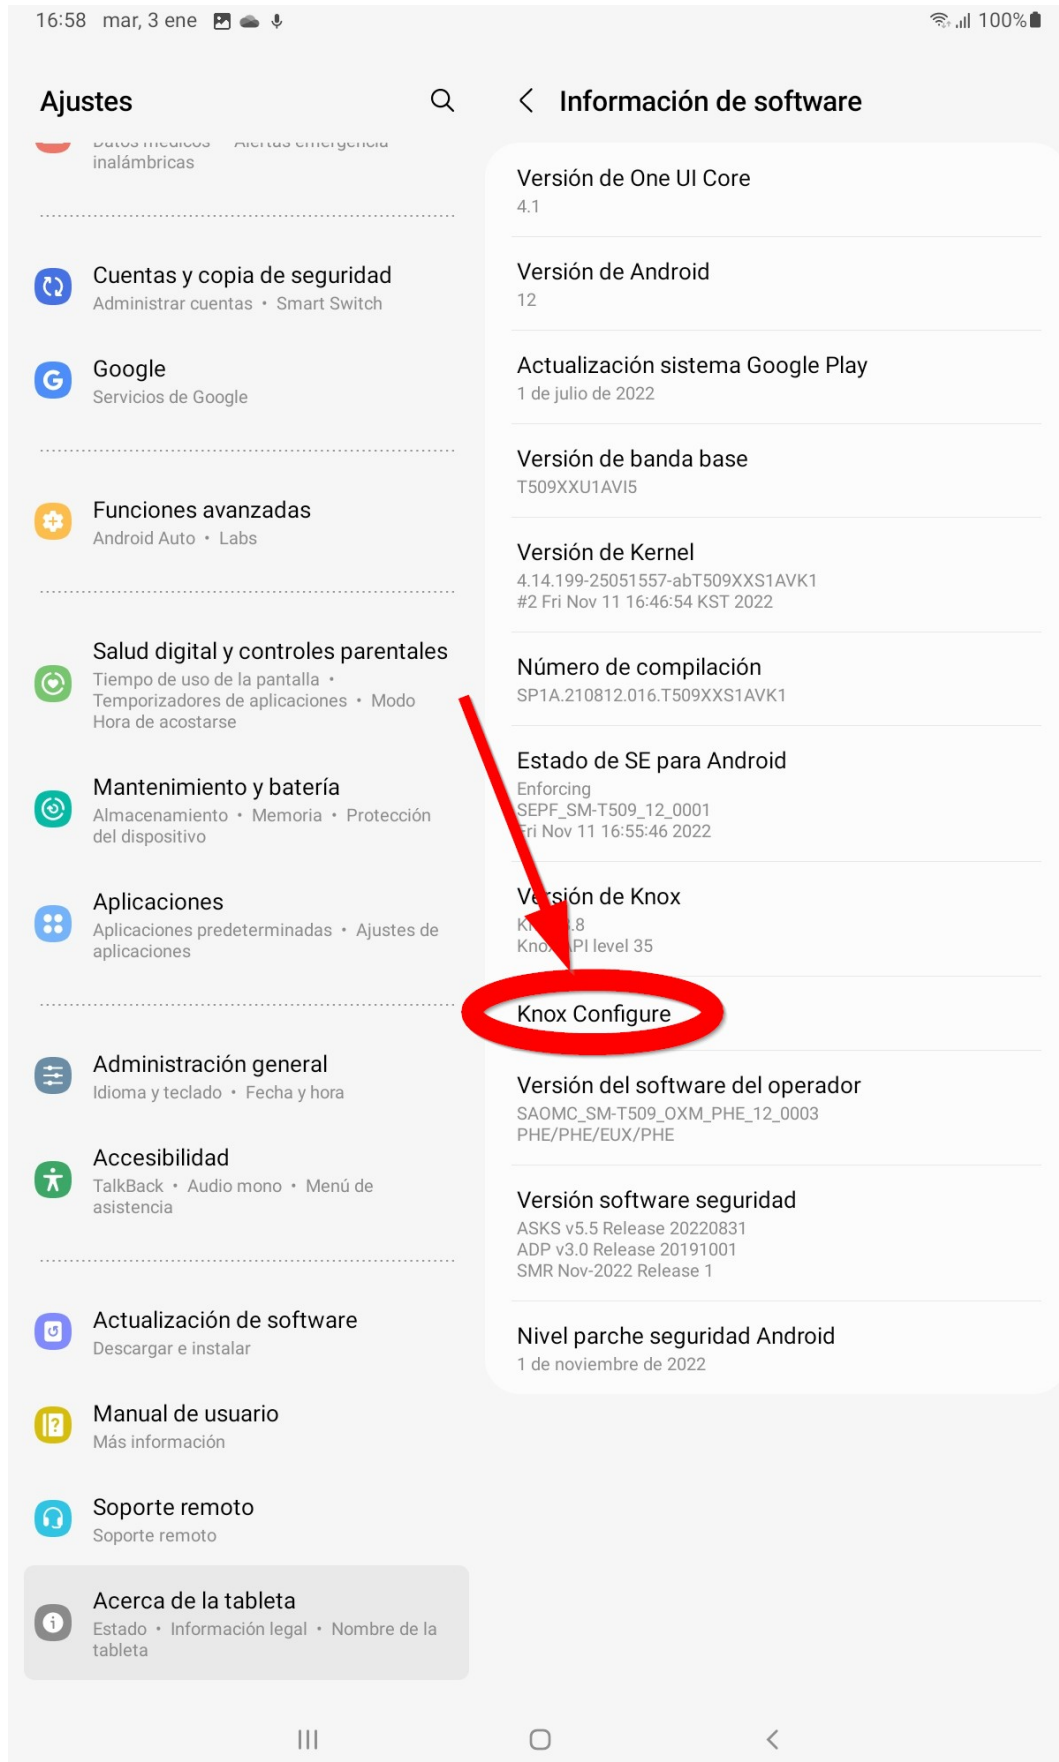 16:58 mar, 3 ene
100%
Ajustes
Datos médicos Alertas emergencia
inalámbricas
Cuentas y copia de seguridad
Administrar cuentas • Smart Switch
Google
Servicios de Google
Funciones avanzadas
Android Auto • Labs
Salud digital y controles parentales
Tiempo de uso de la pantalla •
Temporizadores de aplicaciones • Modo
Hora de acostarse
Mantenimiento y batería
Almacenamiento • Memoria • Protección
del dispositivo
Aplicaciones
Aplicaciones predeterminadas • Ajustes de
aplicaciones
Administración general
Idioma y teclado • Fecha y hora
Accesibilidad
TalkBack • Audio mono • Menú de
asistencia
Actualización de software
Descargar e instalar
Manual de usuario
Más información
Soporte remoto
Soporte remoto
Acerca de la tableta
Estado • Información legal • Nombre de la
tableta
Información de software
Versión de One UI Core
4.1
Versión de Android
12
Actualización sistema Google Play
1 de julio de 2022
Versión de banda base
T509XXU1AVI5
Versión de Kernel
4.14.199-25051557-abT509XXS1AVK1
#2 Fri Nov 11 16:46:54 KST 2022
Número de compilación
SP1A.210812.016.T509XXS1AVK1
Estado de SE para Android
Enforcing
SEPF_SM-T509_12_0001
Fri Nov 11 16:55:46 2022
Versión de Knox
.8
Knox API level 35
Knox Configure
Versión del software del operador
SAOMC_SM-T509_OXM_PHE_12_0003
PHE/PHE/EUX/PHE
Versión software seguridad
ASKS v5.5 Release 20220831
ADP v3.0 Release 20191001
SMR Nov-2022 Release 1
Nivel parche seguridad Android
1 de noviembre de 2022